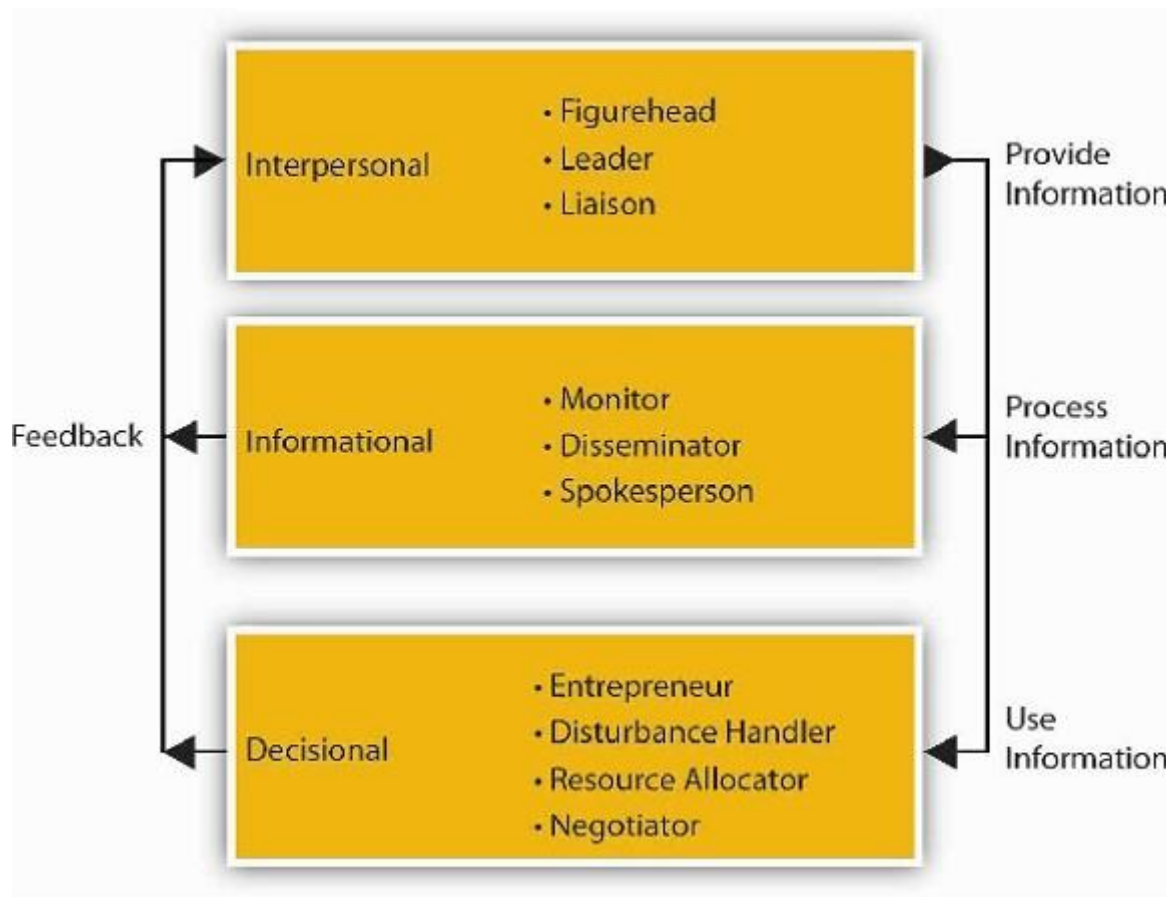 • Figurehead
Interpersonal
• Leader
• Liaison
Provide
Information
• Monitor
Feedback
Informational
• Disseminator
• Spokesperson
Process
Information
• Entrepreneur
• Disturbance Handler
Decisional
• Resource Allocator
• Negotiator
Use
Information